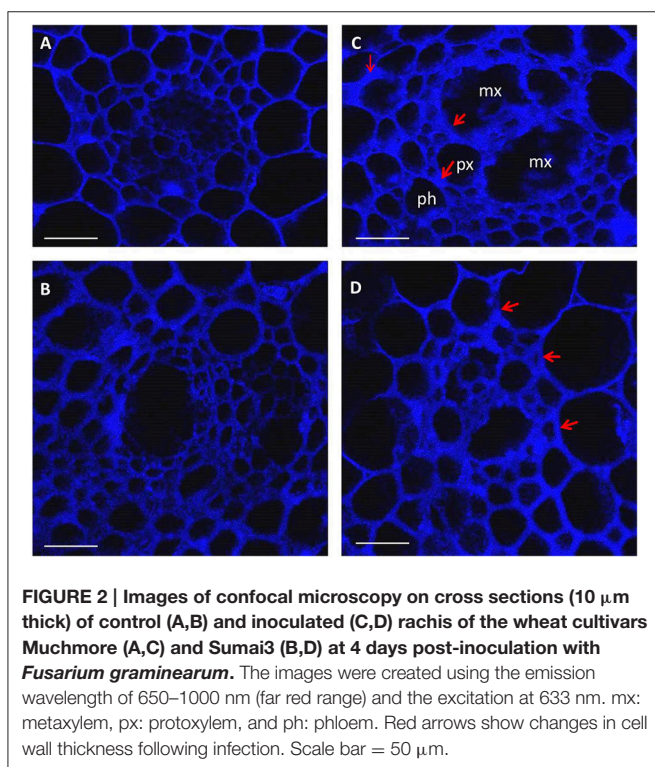 A
C
mx
mx
px
ph
B
D
FIGURE 2 | Images of confocal microscopy on cross sections (10 μm
thick) of control (A,B) and inoculated (C,D) rachis of the wheat cultivars
Muchmore (A,C) and Sumai3 (B,D) at 4 days post-inoculation with
Fusarium graminearum. The images were created using the emission
wavelength of 650–1000 nm (far red range) and the excitation at 633 nm. mx:
metaxylem, px: protoxylem, and ph: phloem. Red arrows show changes in cell
wall thickness following infection. Scale bar = 50 μm.